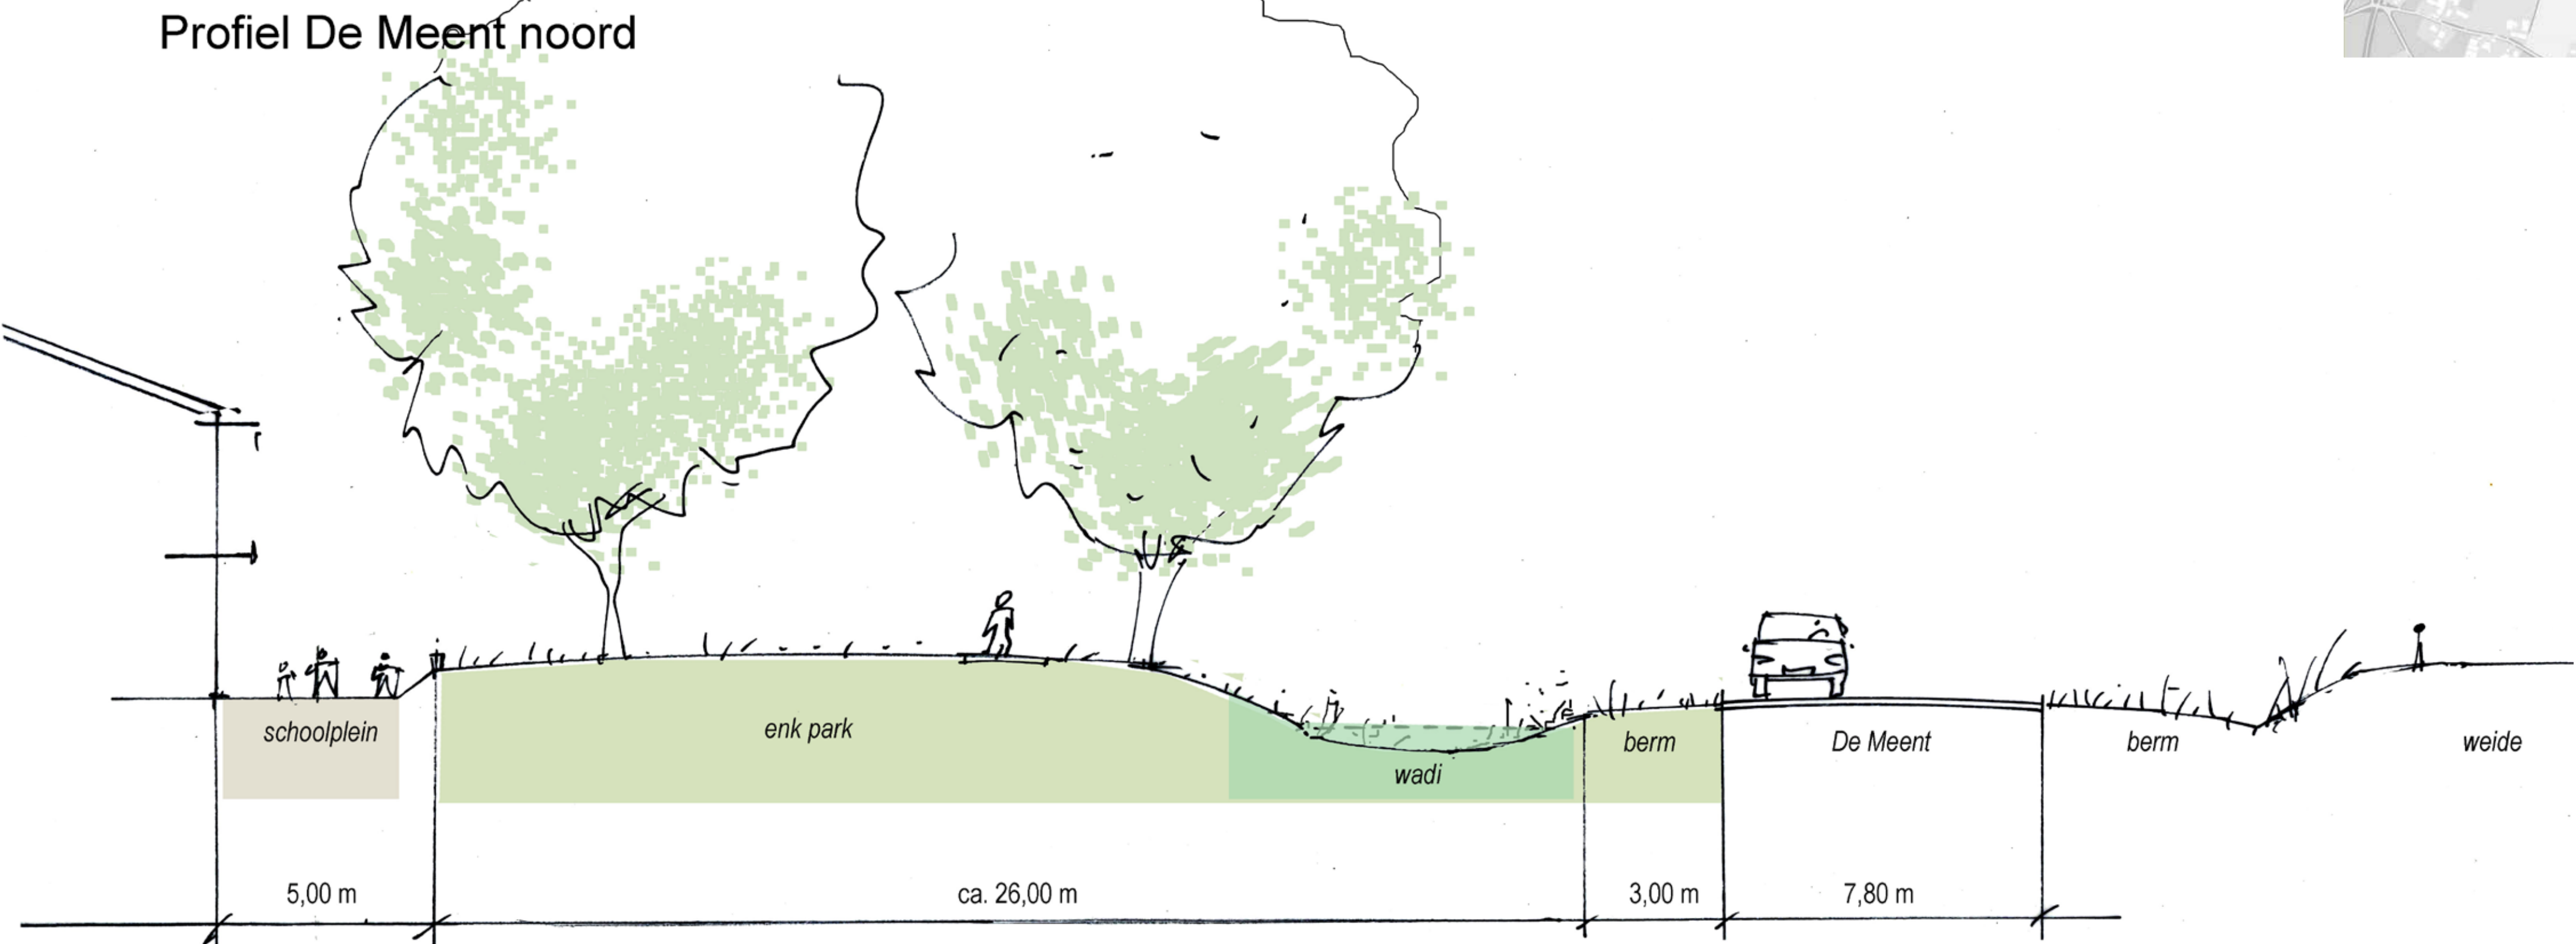 Profiel De Meent noord
schoolplein
enk park
wadi
berm
De Meent
berm
weide
5,00 m
ca. 26,00 m
3,00 m
7,80 m